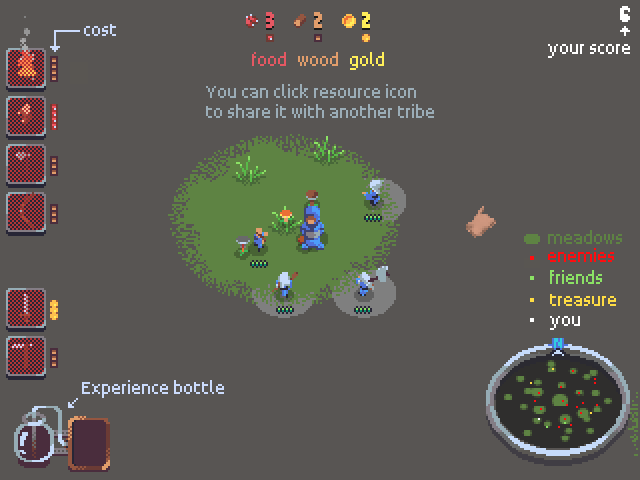 3 2 2
food wood gold
6
your score
cost
You can click resource icon
to share it with another tribe
meadows
enemies
friends
treasure
you
N
Experience bottle